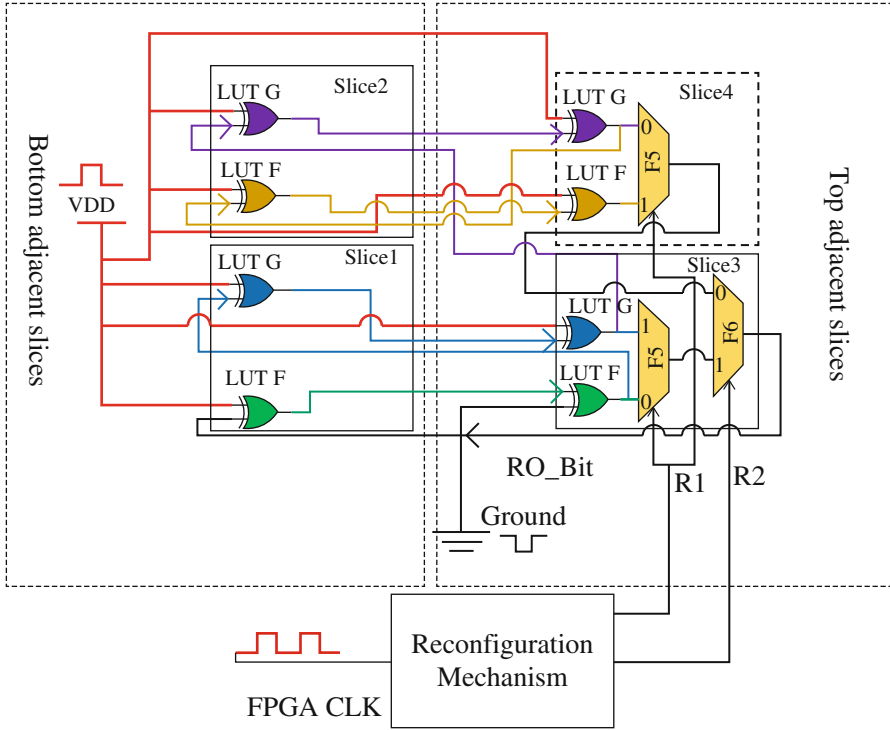 Bottom adjacent slices
Top adjacent slices
Slice2
LUT G
LUT F
VDD
Slice1
LUT G
LUT F
Slice4
LUT G
0
F5
LUT F
1
Slice3
LUT G
1
F5
LUT F
0
0
F6
1
RO_Bit
R1
R2
Ground
Reconfiguration
Mechanism
FPGA CLK